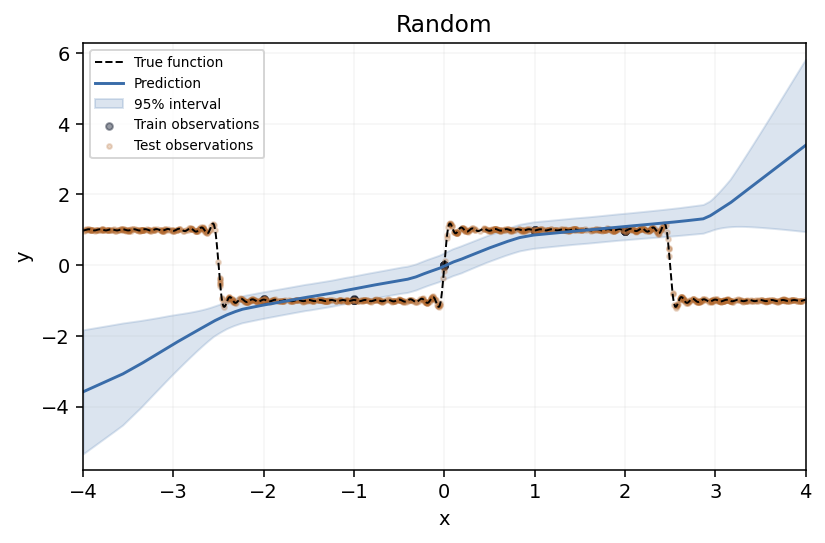 Random
True function
Prediction
95% interval
Train observations
Test observations
y
6
4
2
0
−2
−4
−4
−3
−2
−1
0
1
2
3
4
x